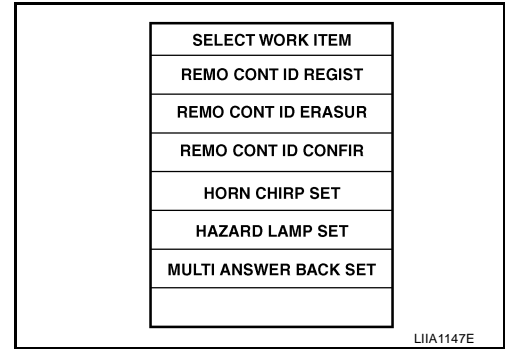 SELECT WORK ITEM
REMO CONT ID REGIST
REMO CONT ID ERASUR
REMO CONT ID CONFIR
HORN CHIRP SET
HAZARD LAMP SET
MULTI ANSWER BACK SET
LIIA1147E